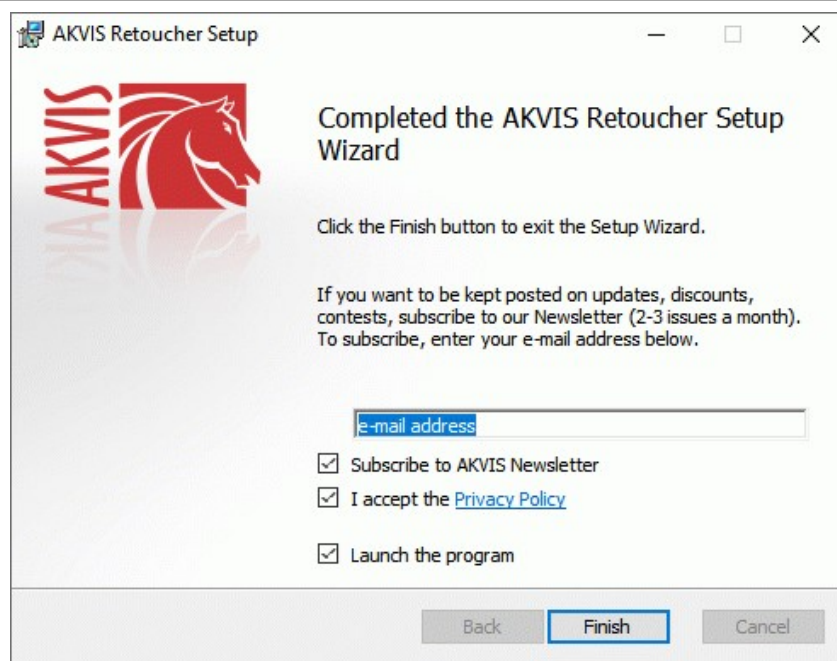 AKVIS Retoucher Setup
AKVIS
Completed the AKVIS Retoucher Setup
Wizard
Click the Finish button to exit the Setup Wizard.
If you want to be kept posted on updates, discounts,
contests, subscribe to our Newsletter (2-3 issues a month).
To subscribe, enter your e-mail address below.
e-mail address
Subscribe to AKVIS Newsletter
I accept the Privacy Policy
Launch the program
Back
Finish
Cancel